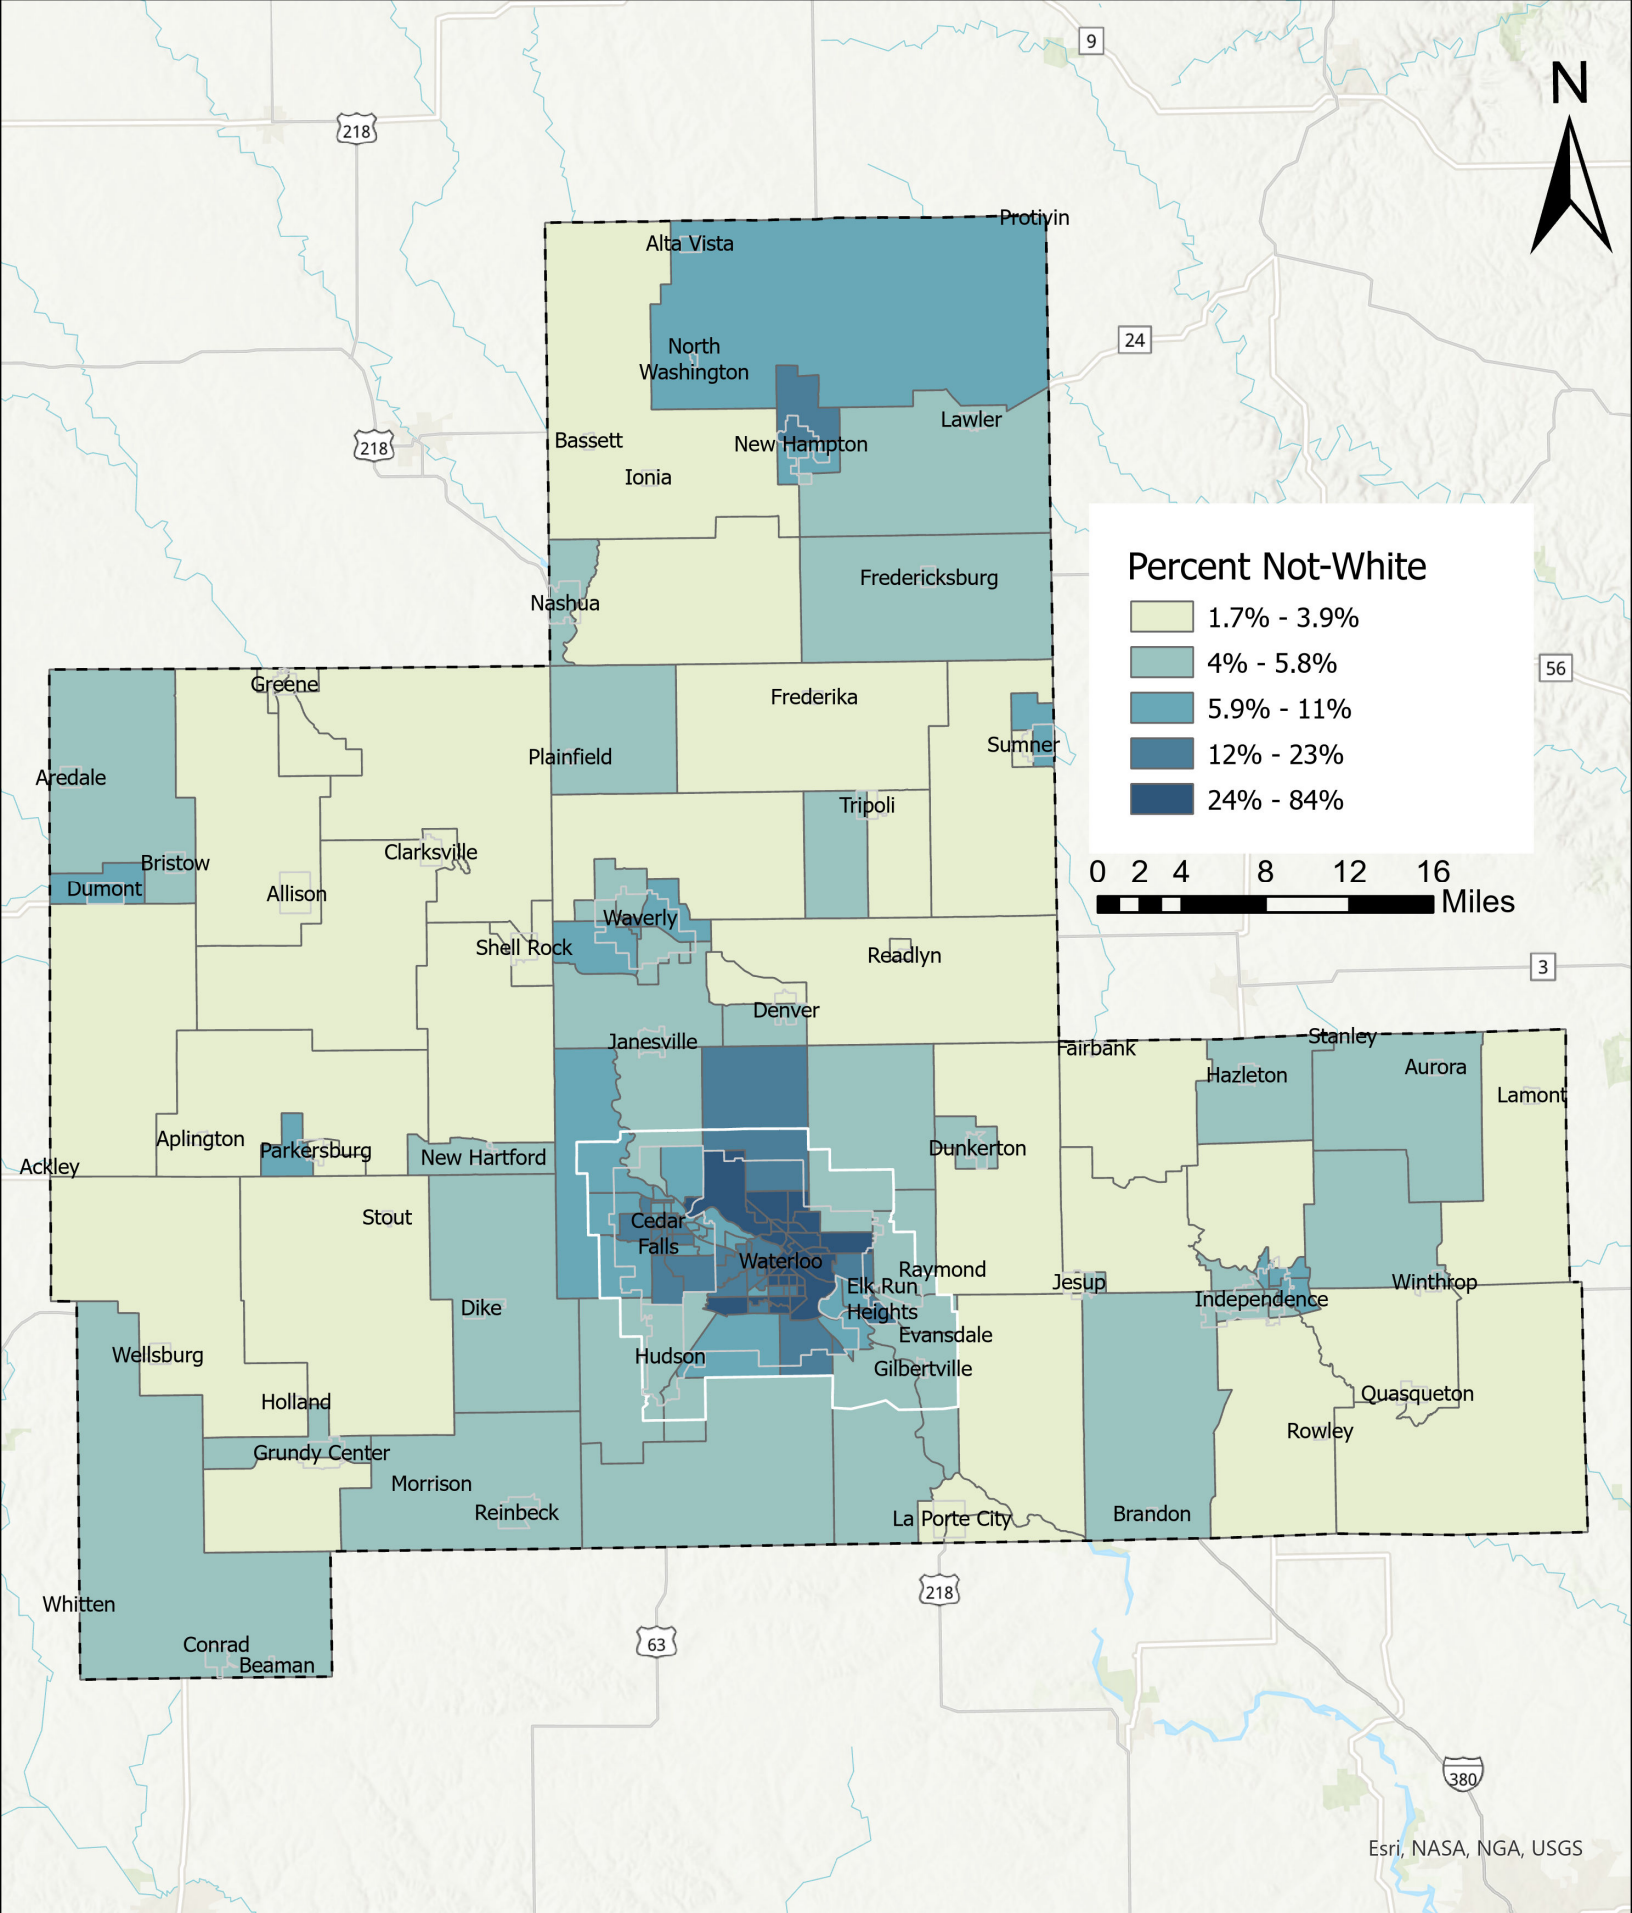 9
N
218
Protivin
Alta Vista
24
North
Washington
Lawler
Bassett
New Hampton
218
Ionia
Percent Not-White
Fredericksburg
Nashua
1.7% - 3.9%
4% - 5.8%
56
Greene
Frederika
5.9% - 11%
Sumner
Plainfield
12% - 23%
Aredale
Tripoli
24% - 84%
Clarksville
Bristow
0 2 4 8 12 16
Dumont
Allison
Miles
Waverly
Shell Rock
Readlyn
3
Denver
Janesville
Fairbank
Stanley
Hazleton
Aurora
Lamont
Aplington
Parkersburg
New Hartford
Dunkerton
Ackley
Stout
Cedar
Falls
Waterloo
Raymond
Elk Run
Heights
Jesup
Winthrop
Independence
Dike
Evansdale
Wellsburg
Hudson
Gilbertville
Holland
Quasqueton
Rowley
Grundy Center
Morrison
Reinbeck
La Porte City
Brandon
218
Whitten
63
Conrad
Beaman
380
Esri, NASA, NGA, USGS